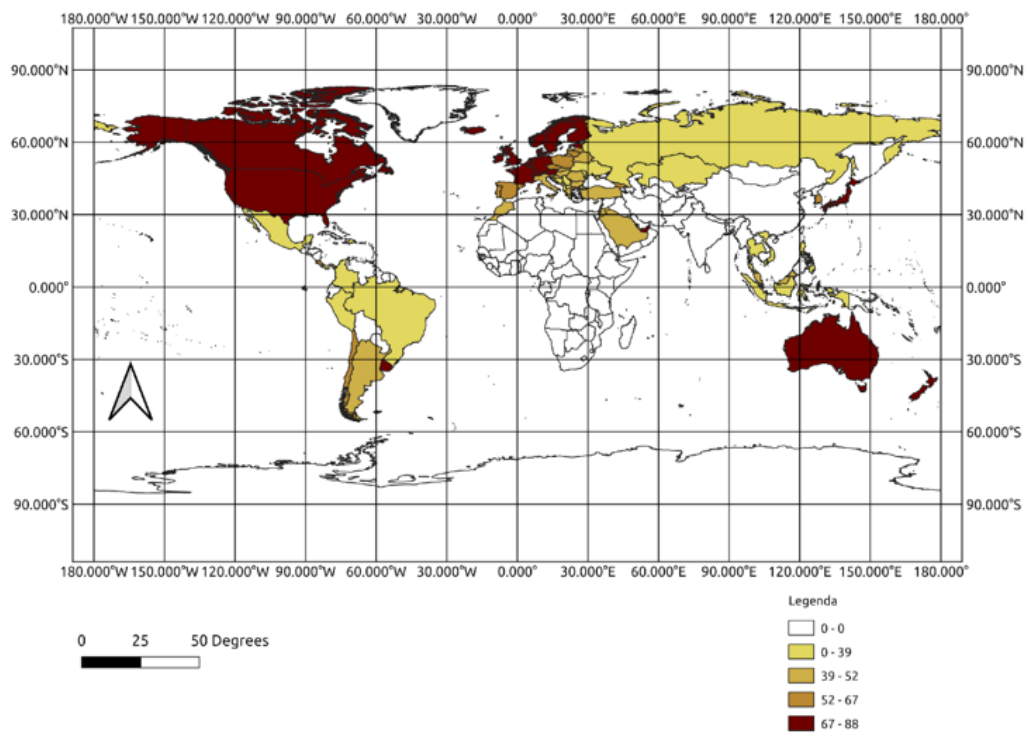 180.000°W 150.000°W 120.000°W 90.000°W 60.000°W 30.000°W 0.000° 30.000°E 60.000°E 90.000°E 120.000°E 150.000°E 180.000°
90.000°N 90.000°N
60.000°N 60.000°N
30.000°N 30.000°N
0.000° 0.000°
30.000°S 30.000°S
60.000°S 60.000°S
90.000°S 90.000°S
180.000°W 150.000°W 120.000°W 90.000°W 60.000°W 30.000°W 0.000° 30.000°E 60.000°E 90.000°E 120.000°E 150.000°E 180.000°
0 25 50 Degrees
Legenda
0 - 0
0 - 39
39 - 52
52 - 67
67 - 88